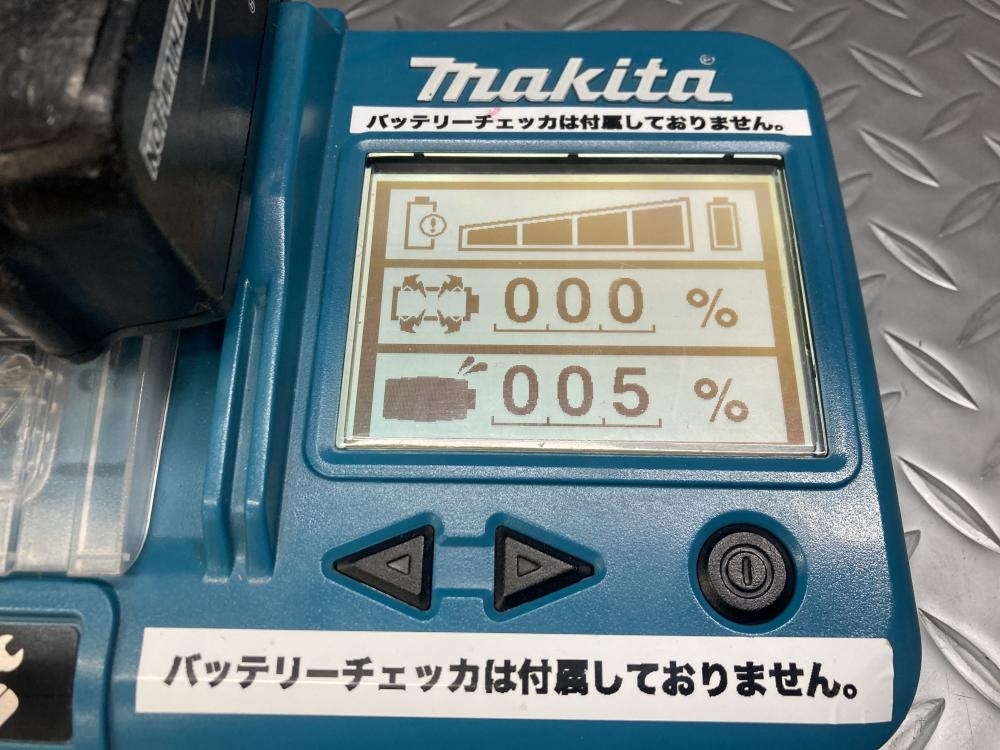 makita®
バッテリーチェッカは付属しておりません。
000 %
005 %
バッテリーチェッカは付属しておりません。